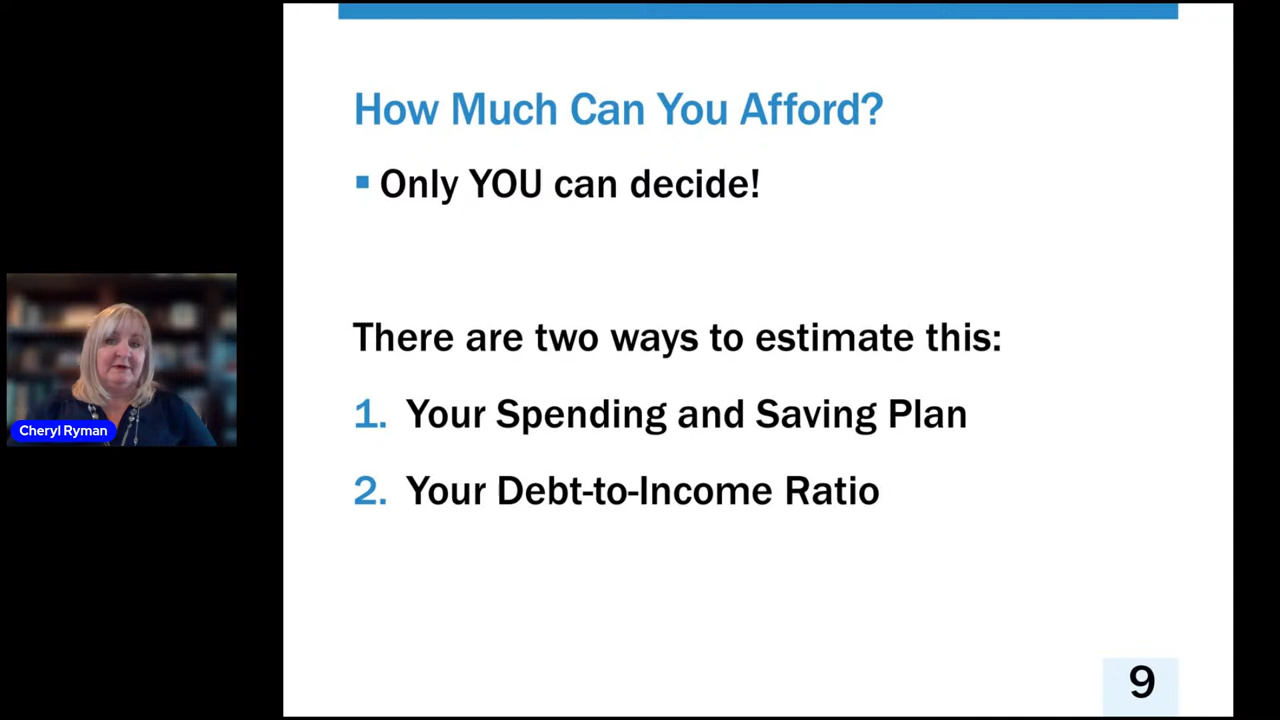 How Much Can You Afford?
▪ Only YOU can decide!
There are two ways to estimate this:
1. Your Spending and Saving Plan
2. Your Debt-to-Income Ratio
Cheryl Ryman
9